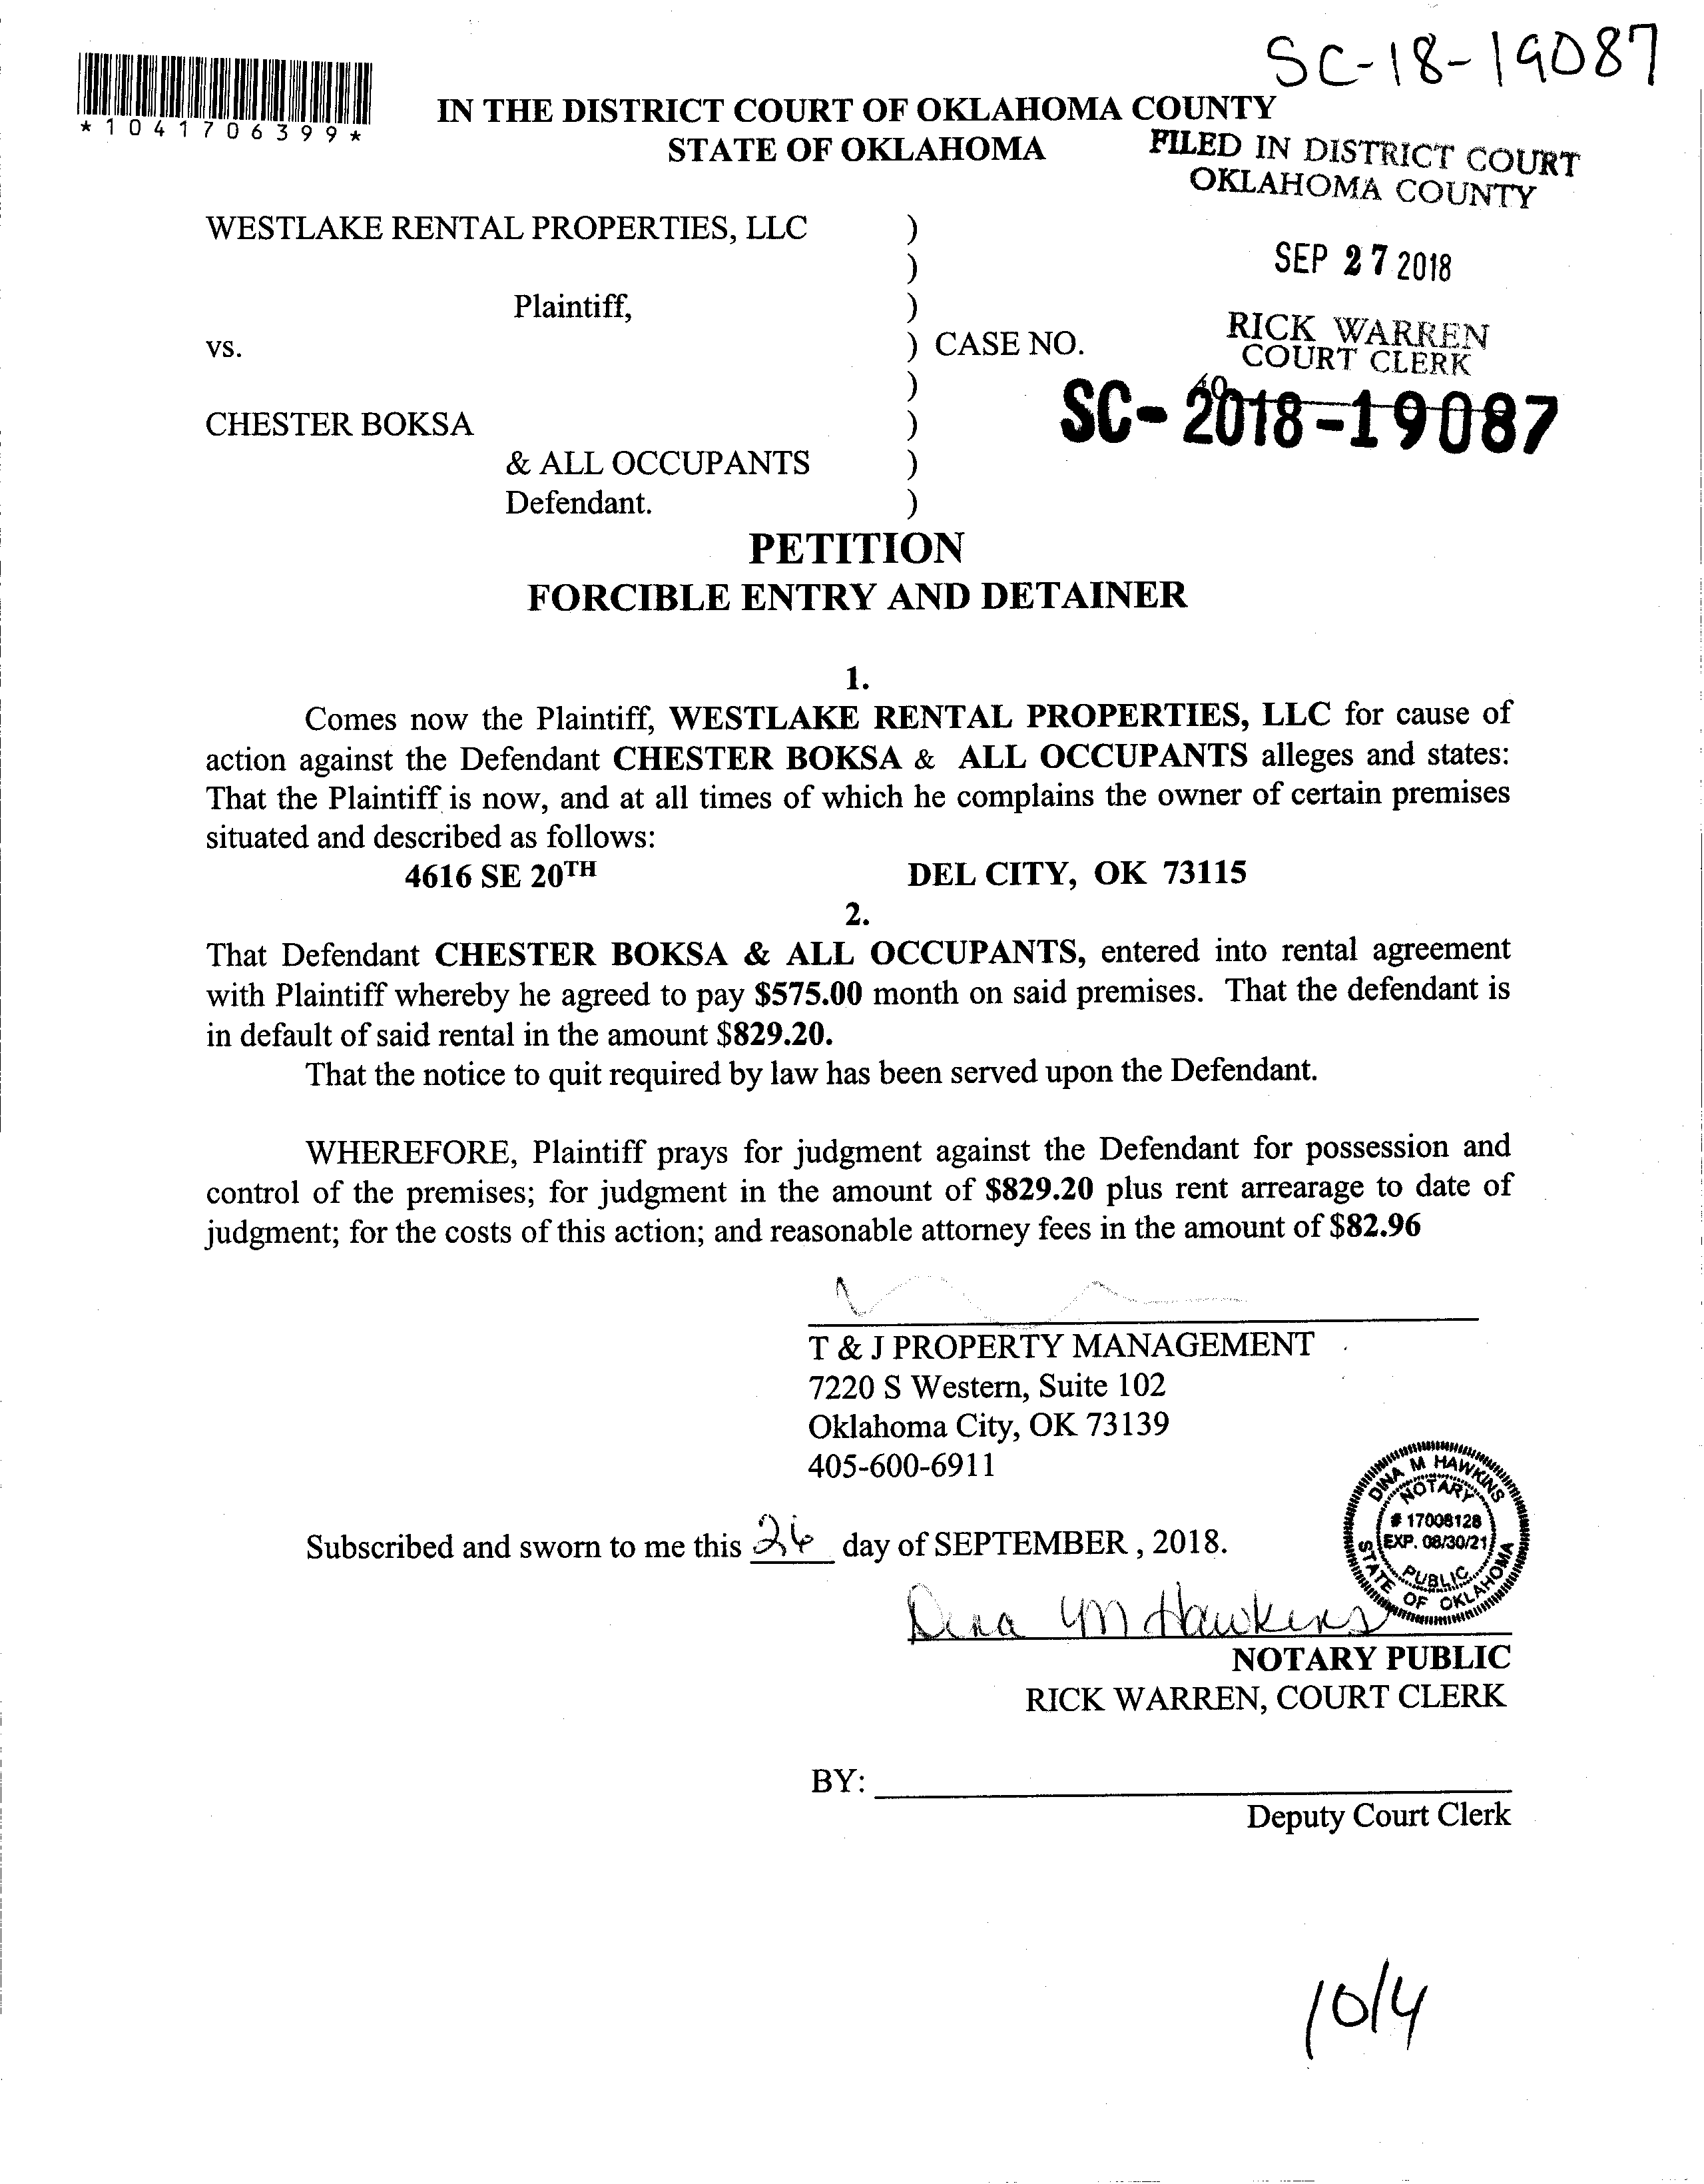 SC-18-19087
*1041706399*
IN THE DISTRICT COURT OF OKLAHOMA COUNTY
STATE OF OKLAHOMA
FILED IN DISTRICT COURT
OKLAHOMA COUNTY
WESTLAKE RENTAL PROPERTIES, LLC )
)
SEP 27 2018
Plaintiff, )
RICK WARREN
COURT CLERK
vs. ) CASE NO.
)
40
SC-2018-19087
CHESTER BOKSA )
& ALL OCCUPANTS )
Defendant. )
PETITION
FORCIBLE ENTRY AND DETAINER
1.
Comes now the Plaintiff, WESTLAKE RENTAL PROPERTIES, LLC for cause of
action against the Defendant CHESTER BOKSA & ALL OCCUPANTS alleges and states:
That the Plaintiff is now, and at all times of which he complains the owner of certain premises
situated and described as follows:
4616 SE 20TH DEL CITY, OK 73115
2.
That Defendant CHESTER BOKSA & ALL OCCUPANTS, entered into rental agreement
with Plaintiff whereby he agreed to pay $575.00 month on said premises. That the defendant is
in default of said rental in the amount $829.20.
That the notice to quit required by law has been served upon the Defendant.
WHEREFORE, Plaintiff prays for judgment against the Defendant for possession and
control of the premises; for judgment in the amount of $829.20 plus rent arrearage to date of
judgment; for the costs of this action; and reasonable attorney fees in the amount of $82.96
T & J PROPERTY MANAGEMENT
7220 S Western, Suite 102
Oklahoma City, OK 73139
405-600-6911
DINA M HAWKINS
NOTARY
# 17008128
EXP. 08/30/21
PUBLIC
STATE OF OKLAHOMA
Subscribed and sworn to me this 26 day of SEPTEMBER , 2018.
Dina M Hawkins
NOTARY PUBLIC
RICK WARREN, COURT CLERK
BY:
Deputy Court Clerk
10/4